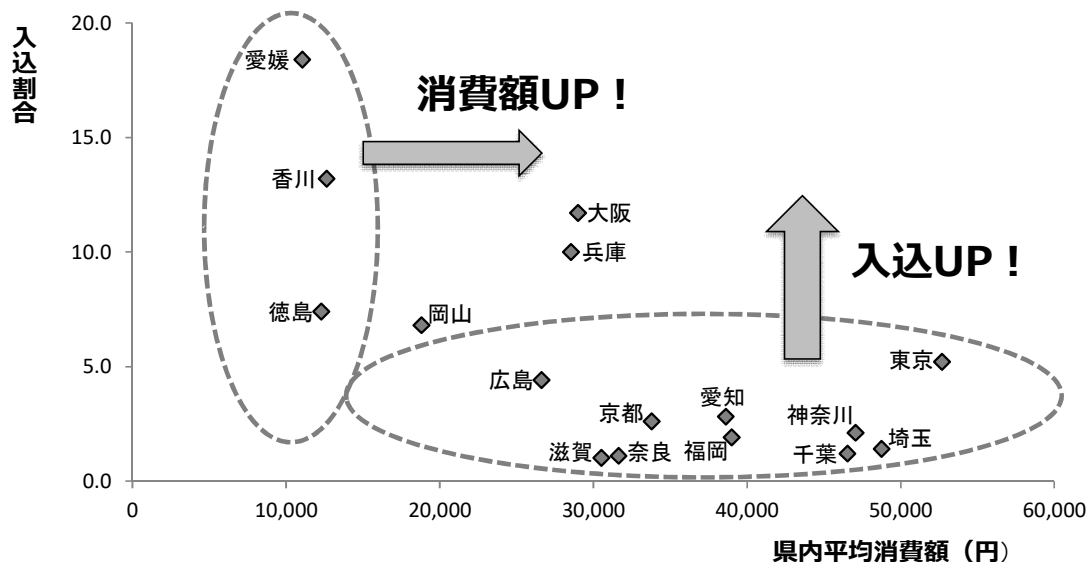 入込割合
20.0
15.0
10.0
5.0
0.0
愛媛
消費額UP！
香川
大阪
兵庫
入込UP！
徳島
岡山
東京
広島
愛知
京都
神奈川
埼玉
滋賀
奈良
福岡
千葉
0
10,000
20,000
30,000
40,000
50,000
60,000
県内平均消費額（円）